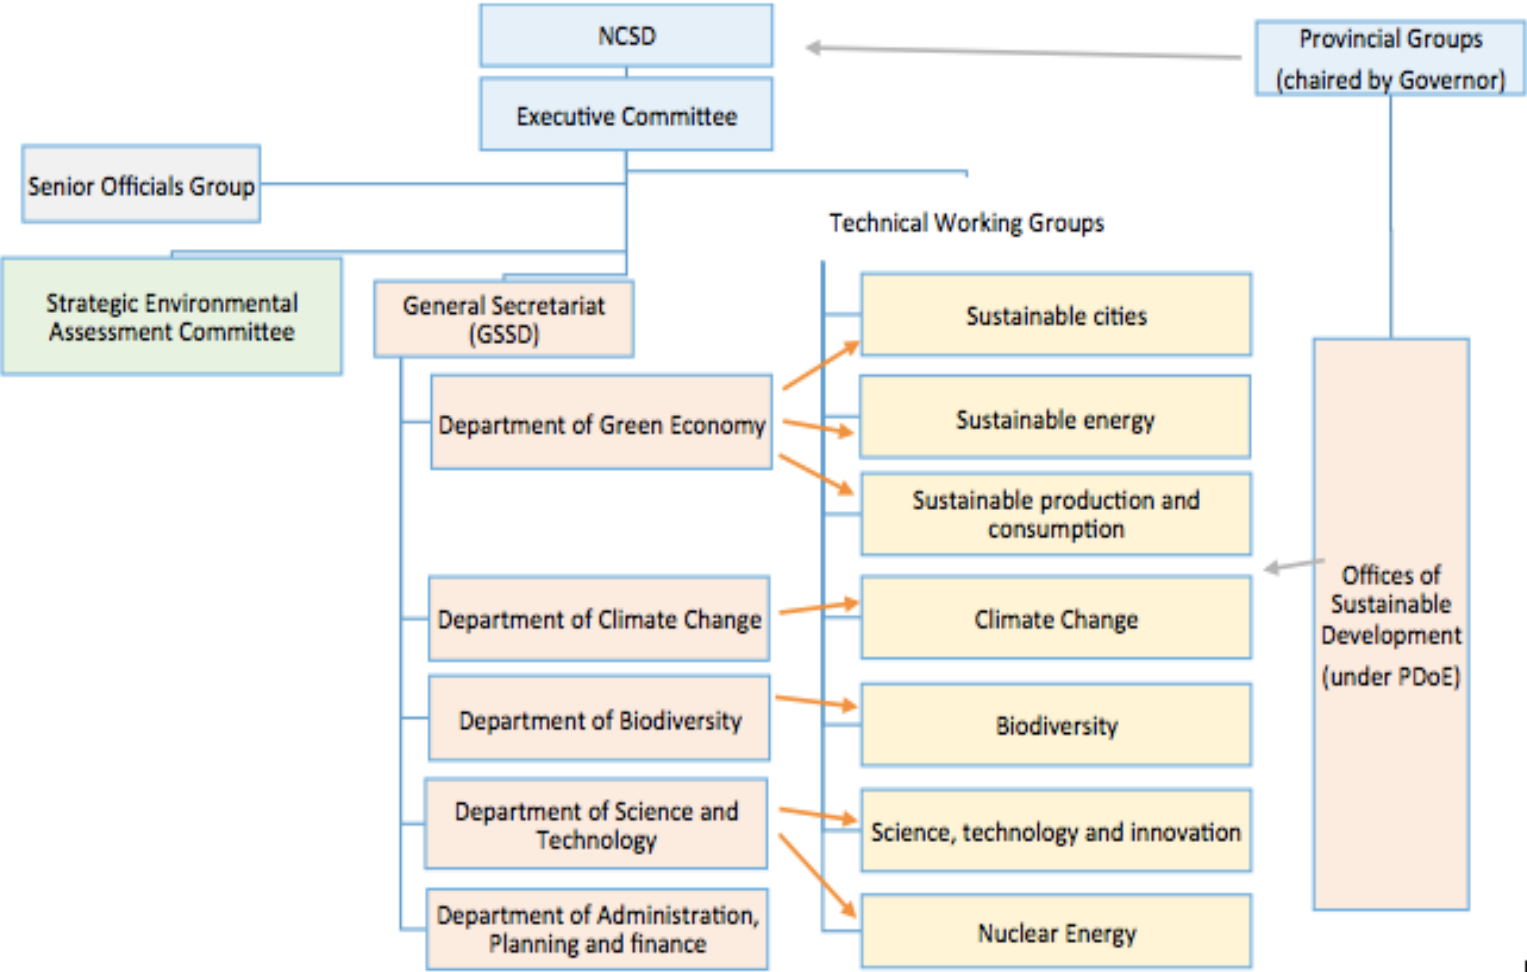 NCSD
Executive Committee
Provincial Groups
(chaired by Governor)
Senior Officials Group
Technical Working Groups
Strategic Environmental
Assessment Committee
General Secretariat
(GSSD)
Department of Green Economy
Department of Climate Change
Department of Biodiversity
Department of Science and
Technology
Department of Administration,
Planning and finance
Sustainable cities
Sustainable energy
Sustainable production and
consumption
Climate Change
Biodiversity
Science, technology and innovation
Nuclear Energy
Offices of
Sustainable
Development
(under PDoE)